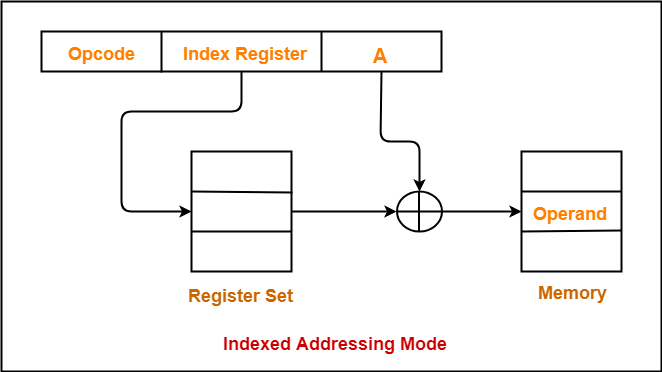 Opcode Index Register A
Operand
Register Set Memory
Indexed Addressing Mode